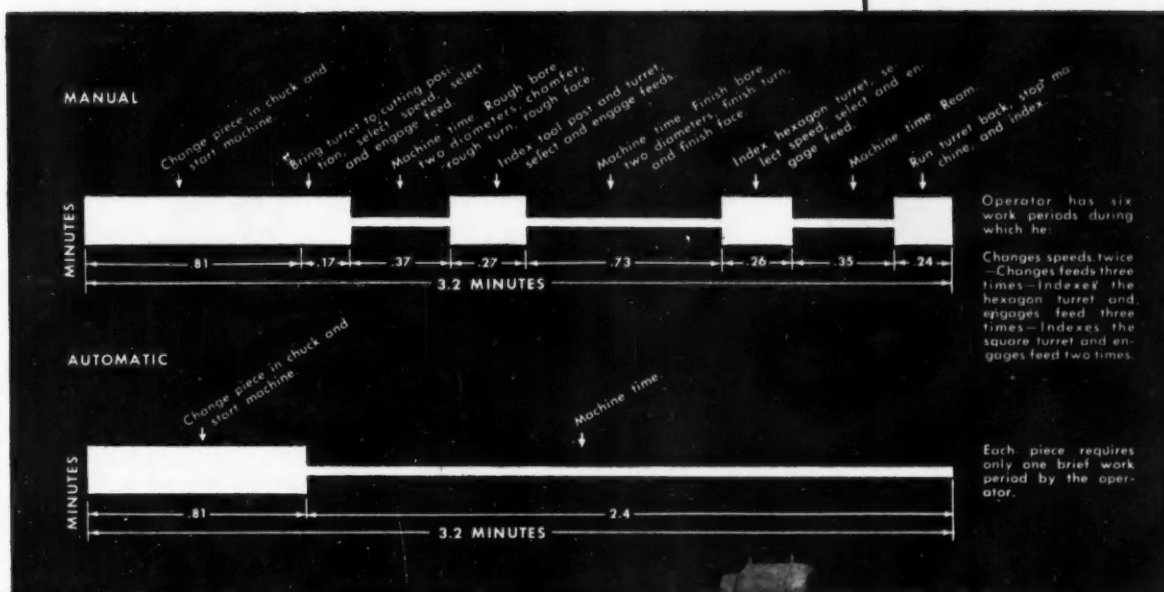 MANUAL
Change piece in chuck and
start machine.
Bring turret to cutting posi-
tion, select speed, select
and engage feed.
Machine time. Rough bore
two diameters, chamfer,
rough turn, rough face.
Index tool post and turret,
select and engage feeds.
Machine time. Finish bore
two diameters, finish turn,
and finish face.
Index hexagon turret, se-
lect speed, select and en-
gage feed.
Machine time. Ream.
Run turret back, stop ma-
chine, and index.
MINUTES
.81
.17
.37
.27
.73
.26
.35
.24
3.2 MINUTES
Operator has six
work periods during
which he:
Changes speeds twice
—Changes feeds three
times—Indexes the
hexagon turret and
engages feed three
times—Indexes the
square turret and en-
gages feed two times.
AUTOMATIC
Change piece in chuck and
start machine.
Machine time.
MINUTES
.81
2.4
3.2 MINUTES
Each piece requires
only one brief work
period by the oper-
ator.